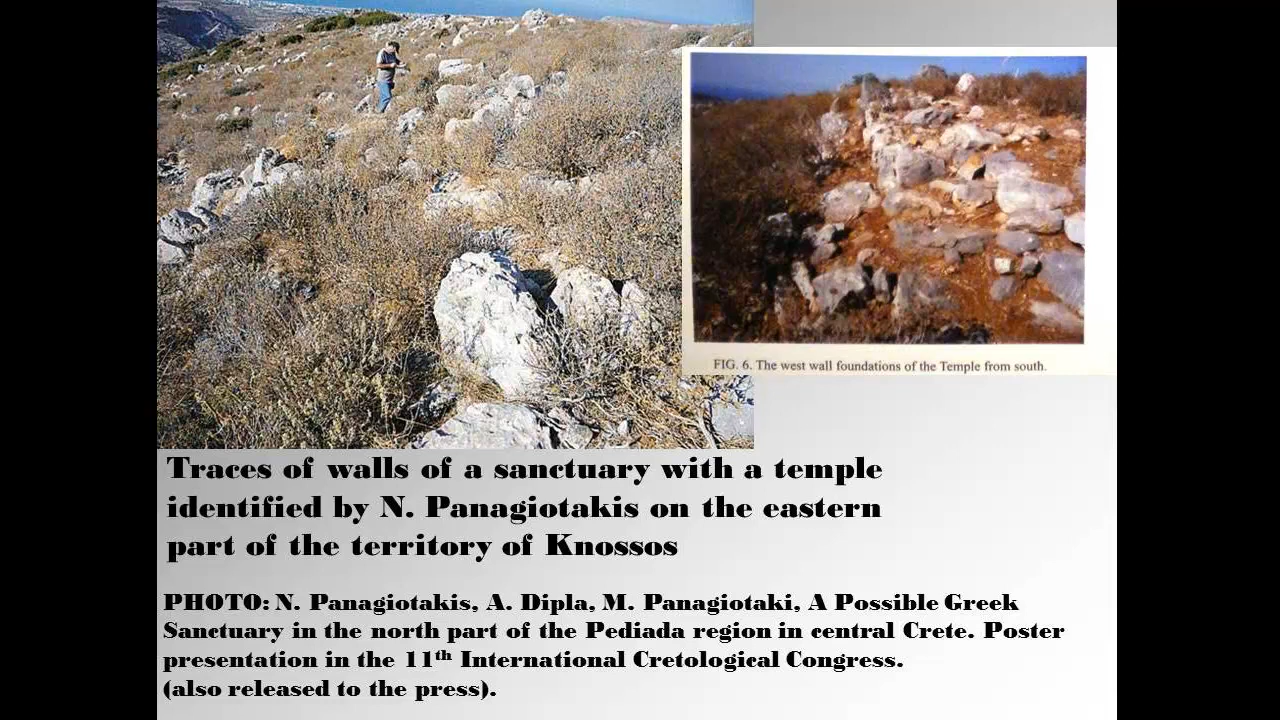 FIG. 6. The west wall foundations of the Temple from south.
Traces of walls of a sanctuary with a temple
identified by N. Panagiotakis on the eastern
part of the territory of Knossos
PHOTO: N. Panagiotakis, A. Dipla, M. Panagiotaki, A Possible Greek
Sanctuary in the north part of the Pediada region in central Crete. Poster
presentation in the 11th International Cretological Congress.
(also released to the press).